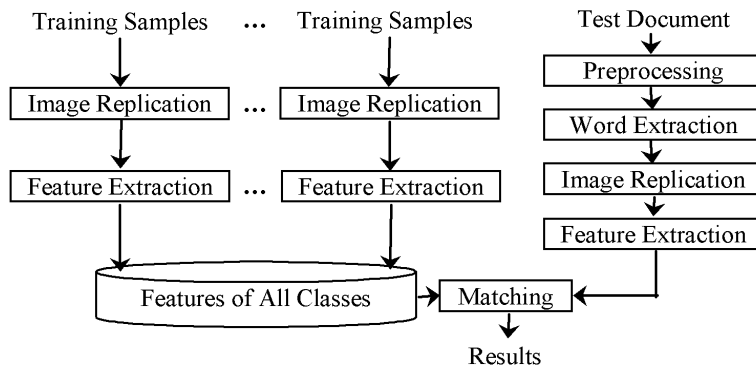 Training Samples ... Training Samples
Image Replication ... Image Replication
Feature Extraction ... Feature Extraction
Features of All Classes
Test Document
Preprocessing
Word Extraction
Image Replication
Feature Extraction
Matching
Results